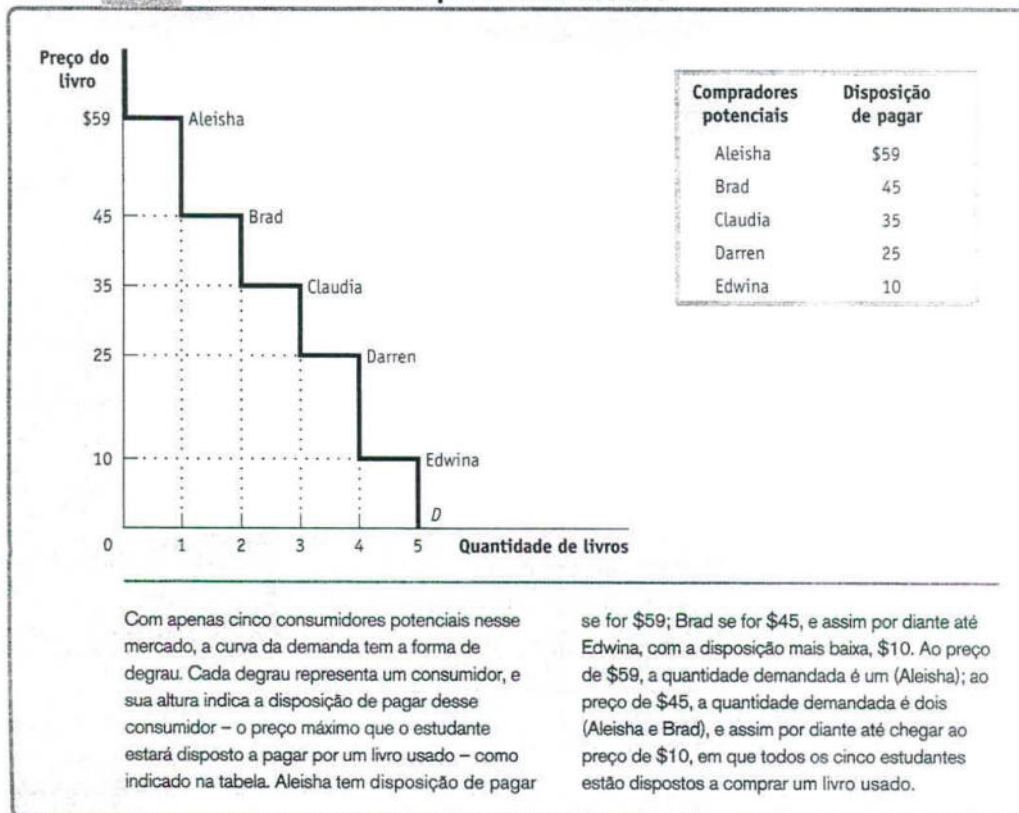 Preço do
livro
$59
Aleisha
45
Brad
35
Claudia
25
Darren
10
Edwina
D
0 1 2 3 4 5 Quantidade de livros
Compradores potenciais Disposição de pagar
Aleisha $59
Brad 45
Claudia 35
Darren 25
Edwina 10
Com apenas cinco consumidores potenciais nesse
mercado, a curva da demanda tem a forma de
degrau. Cada degrau representa um consumidor, e
sua altura indica a disposição de pagar desse
consumidor – o preço máximo que o estudante
estará disposto a pagar por um livro usado – como
indicado na tabela. Aleisha tem disposição de pagar
se for $59; Brad se for $45, e assim por diante até
Edwina, com a disposição mais baixa, $10. Ao preço
de $59, a quantidade demandada é um (Aleisha); ao
preço de $45, a quantidade demandada é dois
(Aleisha e Brad), e assim por diante até chegar ao
preço de $10, em que todos os cinco estudantes
estão dispostos a comprar um livro usado.